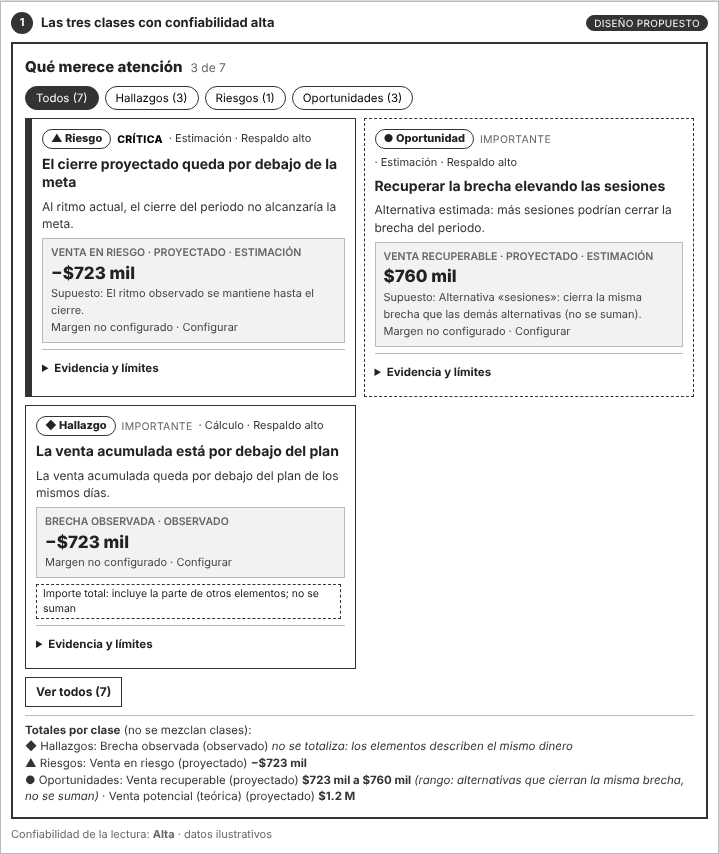 1 Las tres clases con confiabilidad alta
DISEÑO PROPUESTO
Qué merece atención 3 de 7
Todos (7) Hallazgos (3) Riesgos (1) Oportunidades (3)
▲ Riesgo CRÍTICA · Estimación · Respaldo alto
El cierre proyectado queda por debajo de la
meta
Al ritmo actual, el cierre del periodo no alcanzaría la
meta.
VENTA EN RIESGO · PROYECTADO · ESTIMACIÓN
−$723 mil
Supuesto: El ritmo observado se mantiene hasta el
cierre.
Margen no configurado · Configurar
▶ Evidencia y límites
● Oportunidad IMPORTANTE
· Estimación · Respaldo alto
Recuperar la brecha elevando las sesiones
Alternativa estimada: más sesiones podrían cerrar la
brecha del periodo.
VENTA RECUPERABLE · PROYECTADO · ESTIMACIÓN
$760 mil
Supuesto: Alternativa «sesiones»: cierra la misma
brecha que las demás alternativas (no se suman).
Margen no configurado · Configurar
▶ Evidencia y límites
◆ Hallazgo IMPORTANTE · Cálculo · Respaldo alto
La venta acumulada está por debajo del plan
La venta acumulada queda por debajo del plan de los
mismos días.
BRECHA OBSERVADA · OBSERVADO
−$723 mil
Margen no configurado · Configurar
Importe total: incluye la parte de otros elementos; no se
suman
▶ Evidencia y límites
Ver todos (7)
Totales por clase (no se mezclan clases):
◆ Hallazgos: Brecha observada (observado) no se totaliza: los elementos describen el mismo dinero
▲ Riesgos: Venta en riesgo (proyectado) −$723 mil
● Oportunidades: Venta recuperable (proyectado) $723 mil a $760 mil (rango: alternativas que cierran la misma brecha,
no se suman) · Venta potencial (teórica) (proyectado) $1.2 M
Confiabilidad de la lectura: Alta · datos ilustrativos